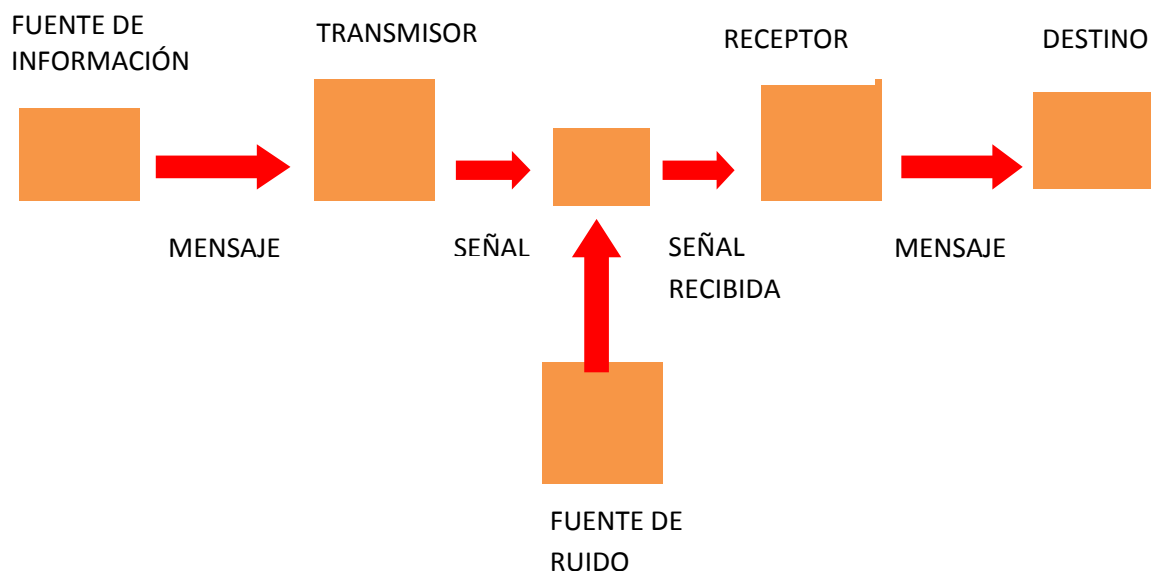 FUENTE DE
INFORMACIÓN
TRANSMISOR
RECEPTOR
DESTINO
MENSAJE
SEÑAL
SEÑAL
RECIBIDA
MENSAJE
FUENTE DE
RUIDO